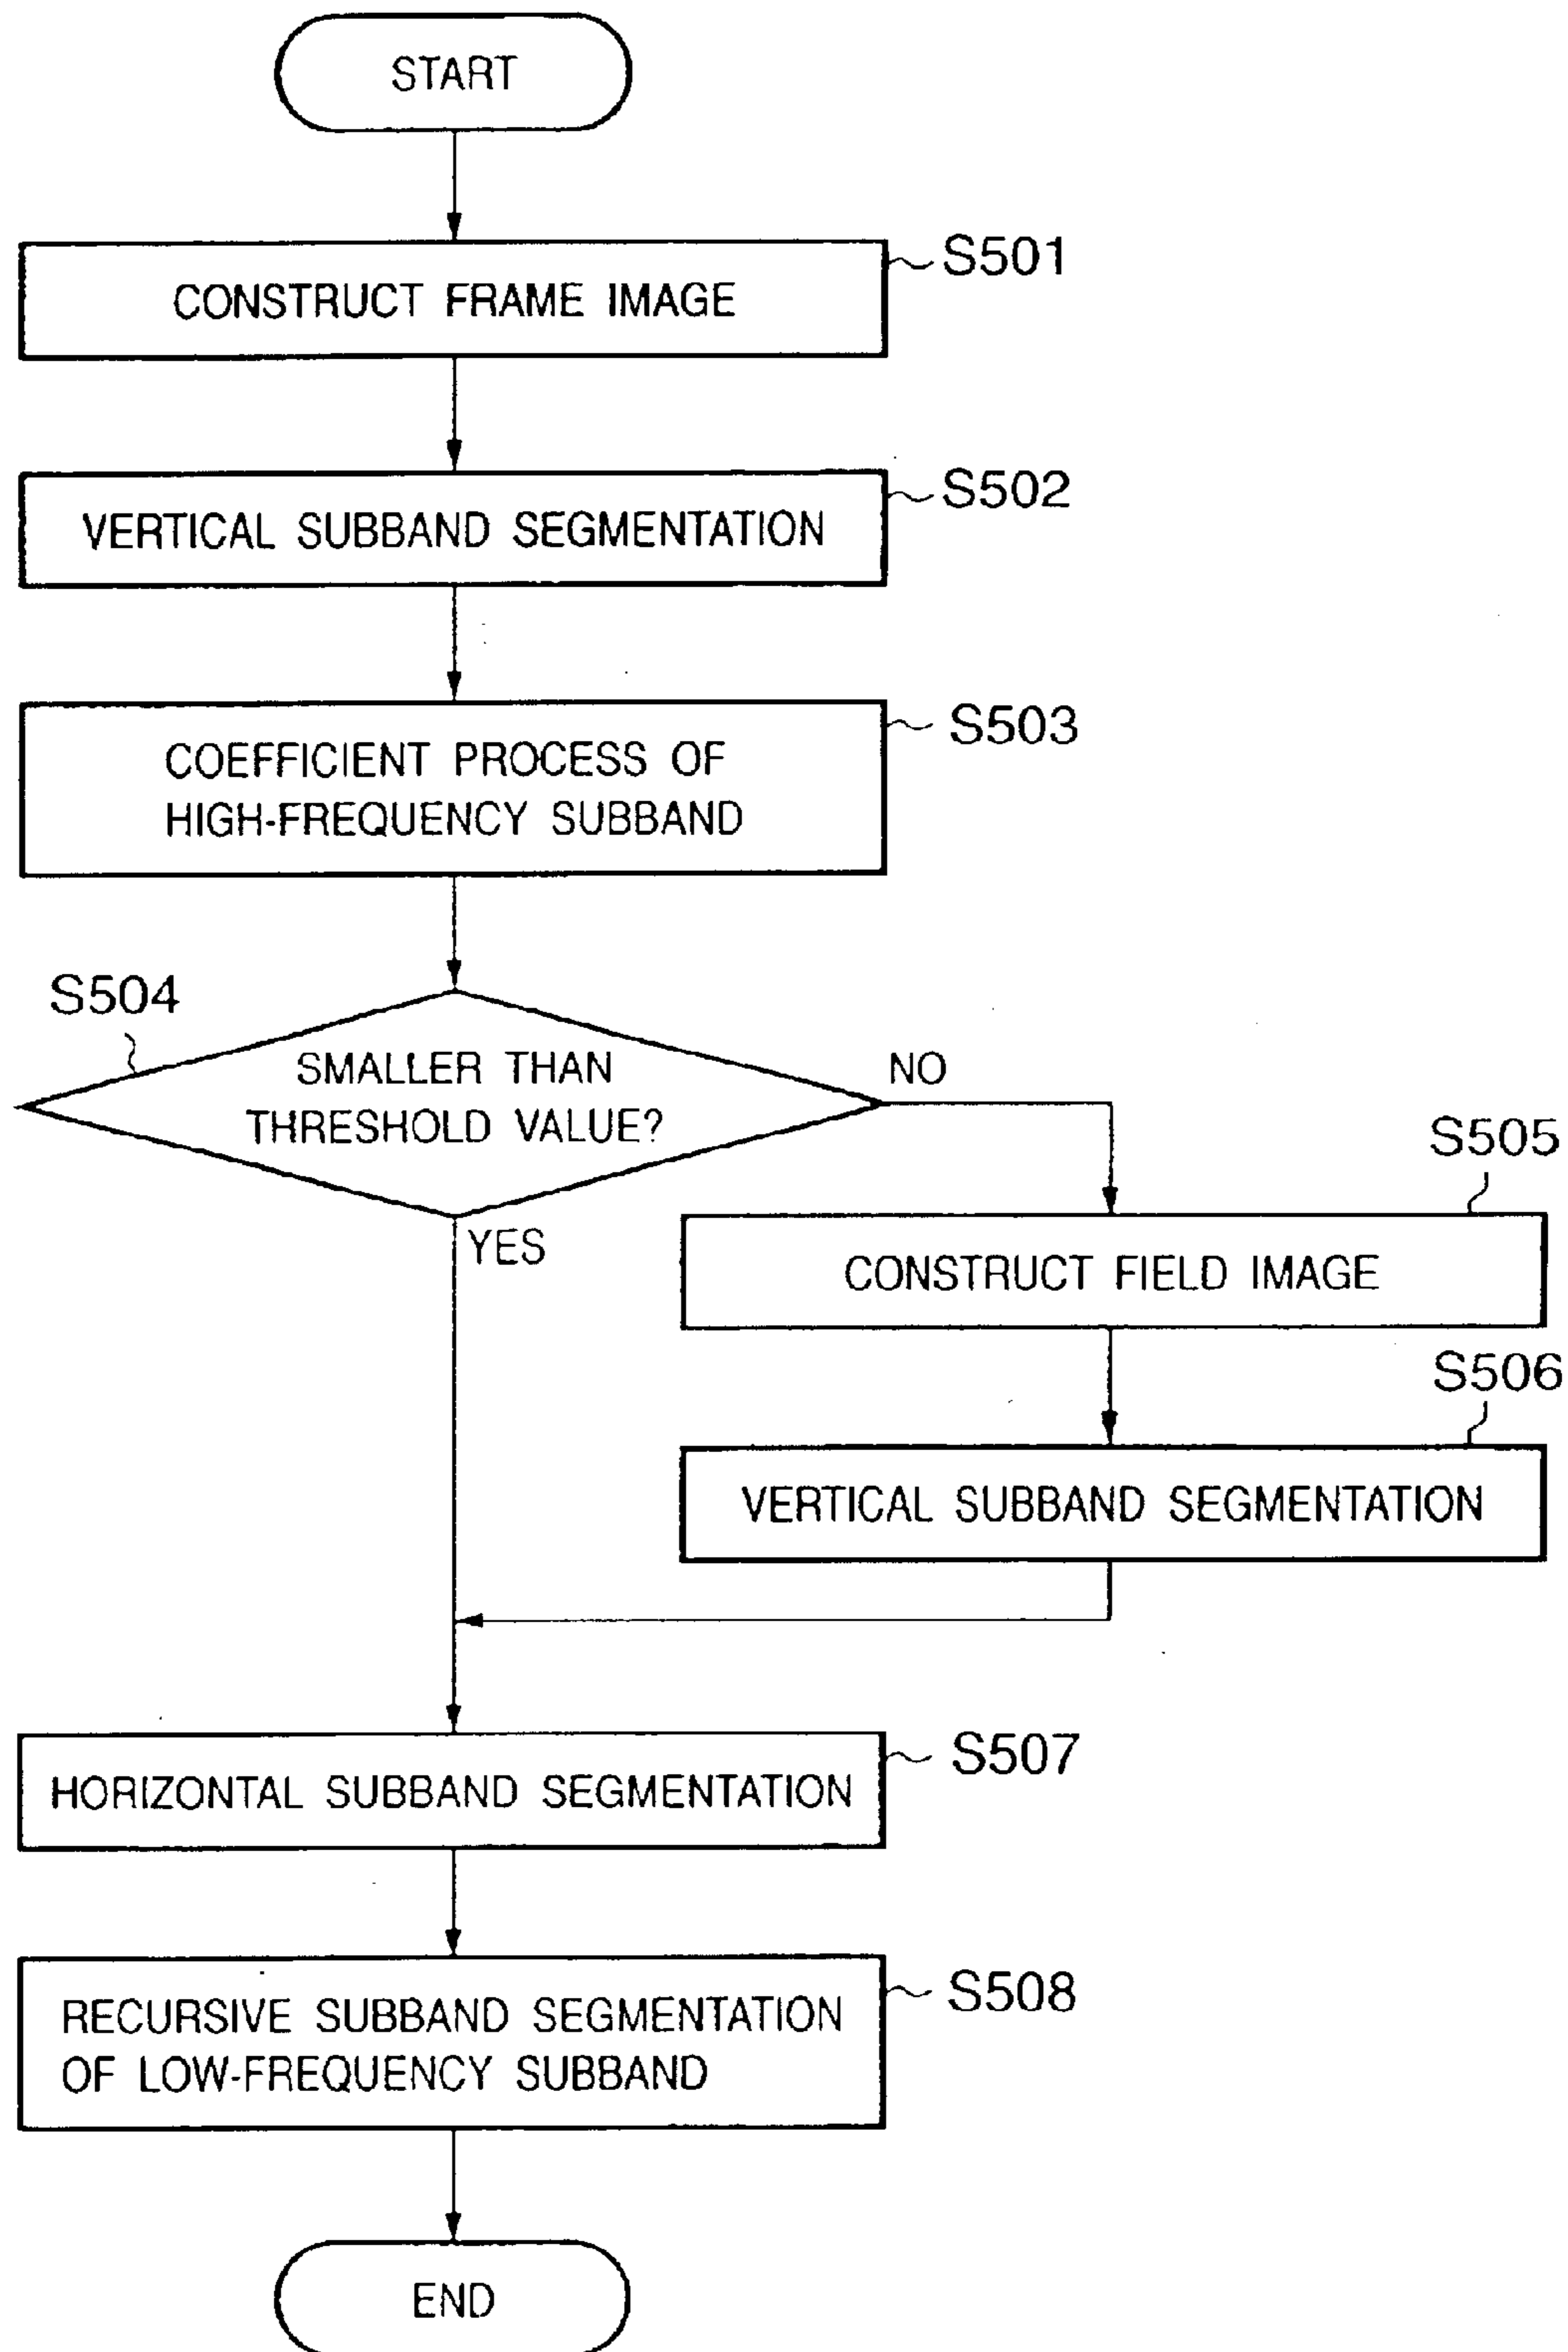 START
S501
CONSTRUCT FRAME IMAGE
S502
VERTICAL SUBBAND SEGMENTATION
S503
COEFFICIENT PROCESS OF
HIGH-FREQUENCY SUBBAND
S504
SMALLER THAN
THRESHOLD VALUE?
NO
YES
S505
CONSTRUCT FIELD IMAGE
S506
VERTICAL SUBBAND SEGMENTATION
S507
HORIZONTAL SUBBAND SEGMENTATION
S508
RECURSIVE SUBBAND SEGMENTATION
OF LOW-FREQUENCY SUBBAND
END